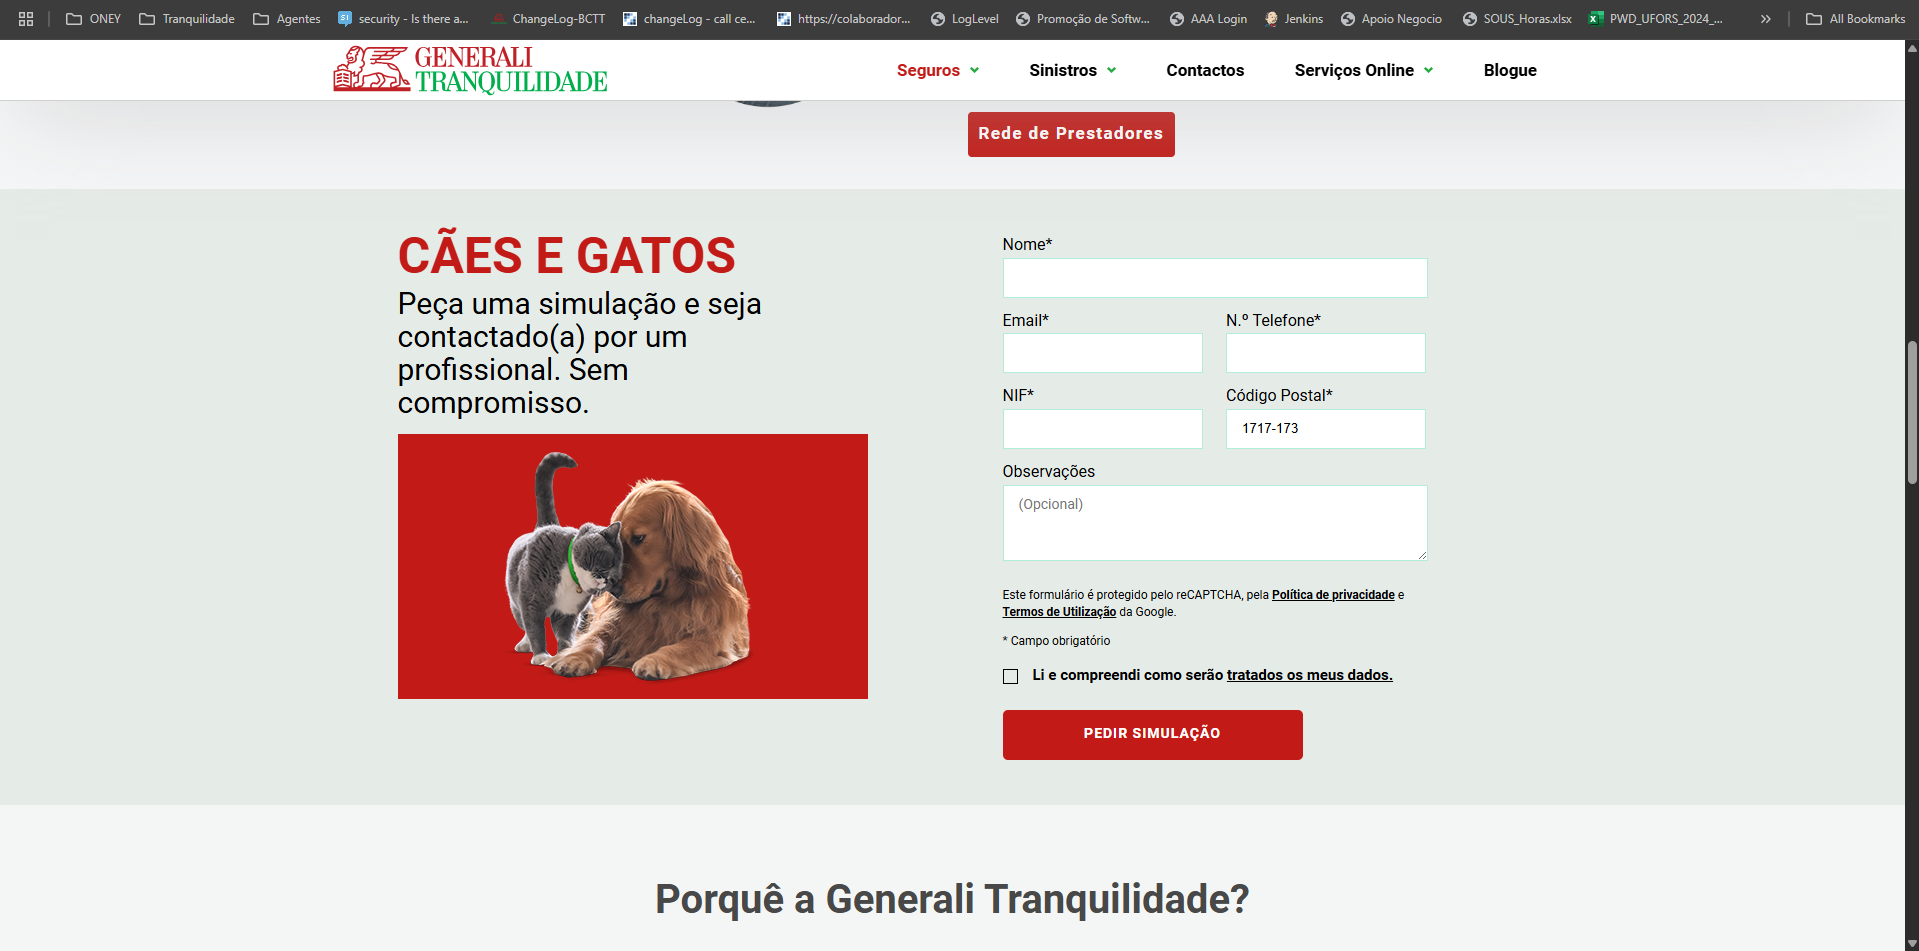 ONEY
Tranquilidade
Agentes
security - Is there a...
ChangeLog-BCTT
changeLog - call ce...
https://colaborador...
LogLevel
Promoção de Softw...
AAA Login
Jenkins
Apoio Negocio
SOUS_Horas.xlsx
PWD_UFORS_2024_...
All Bookmarks
GENERALI
TRANQUILIDADE
Seguros
Sinistros
Contactos
Serviços Online
Blogue
Rede de Prestadores
CÃES E GATOS
Peça uma simulação e seja
contactado(a) por um
profissional. Sem
compromisso.
Nome*
Email*
N.º Telefone*
NIF*
Código Postal*
1717-173
Observações
(Opcional)
Este formulário é protegido pelo reCAPTCHA, pela Política de privacidade e
Termos de Utilização da Google.
* Campo obrigatório
Li e compreendi como serão tratados os meus dados.
PEDIR SIMULAÇÃO
Porquê a Generali Tranquilidade?